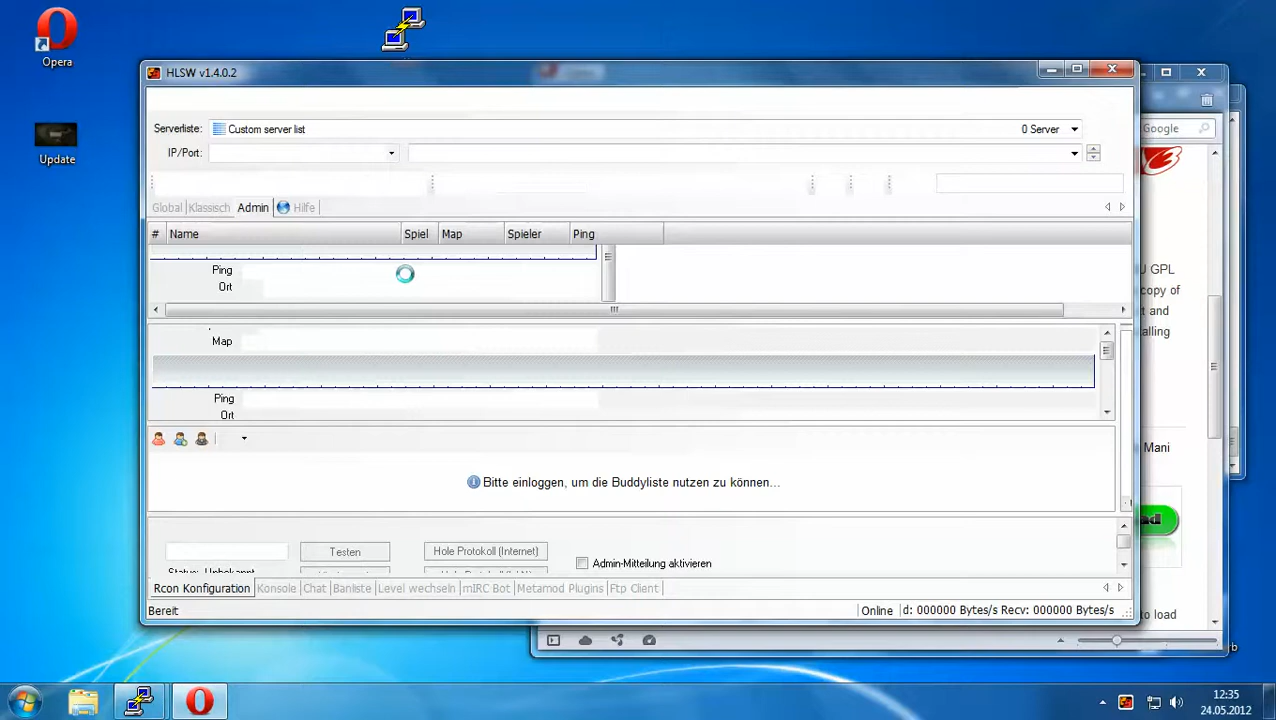 Opera
Update
HLSW v1.4.0.2
Serverliste: Custom server list 0 Server
IP/Port:
Global Klassisch Admin Hilfe
# Name Spiel Map Spieler Ping
Ping
Ort
Map
Ping
Ort
Bitte einloggen, um die Buddyliste nutzen zu können...
Testen Hole Protokoll (Internet)
Admin-Mitteilung aktivieren
Status: Unbekannt
Rcon Konfiguration Konsole Chat Banliste Level wechseln mIRC Bot Metamod Plugins Ftp Client
Bereit Online d: 000000 Bytes/s Recv: 000000 Bytes/s
Google
J GPL
copy of
t and
alling
Mani
to load
rb
12:35
24.05.2012